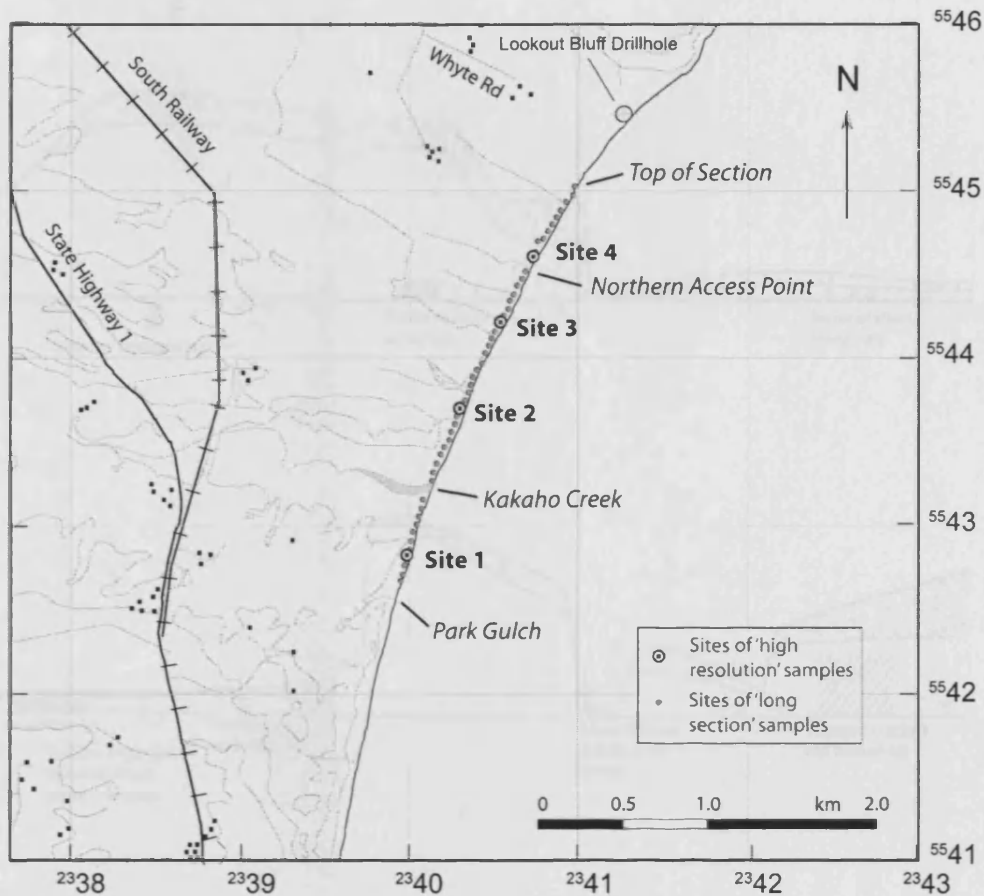 5546
Lookout Bluff Drillhole
Whyte Rd
South Railway
N
Top of Section
5545
State Highway 1
Site 4
Northern Access Point
Site 3
5544
Site 2
Kakaho Creek
5543
Site 1
Park Gulch
Sites of 'high
resolution' samples
Sites of 'long
section' samples
5542
0 0.5 1.0 km 2.0
5541
2338 2339 2340 2341 2342 2343